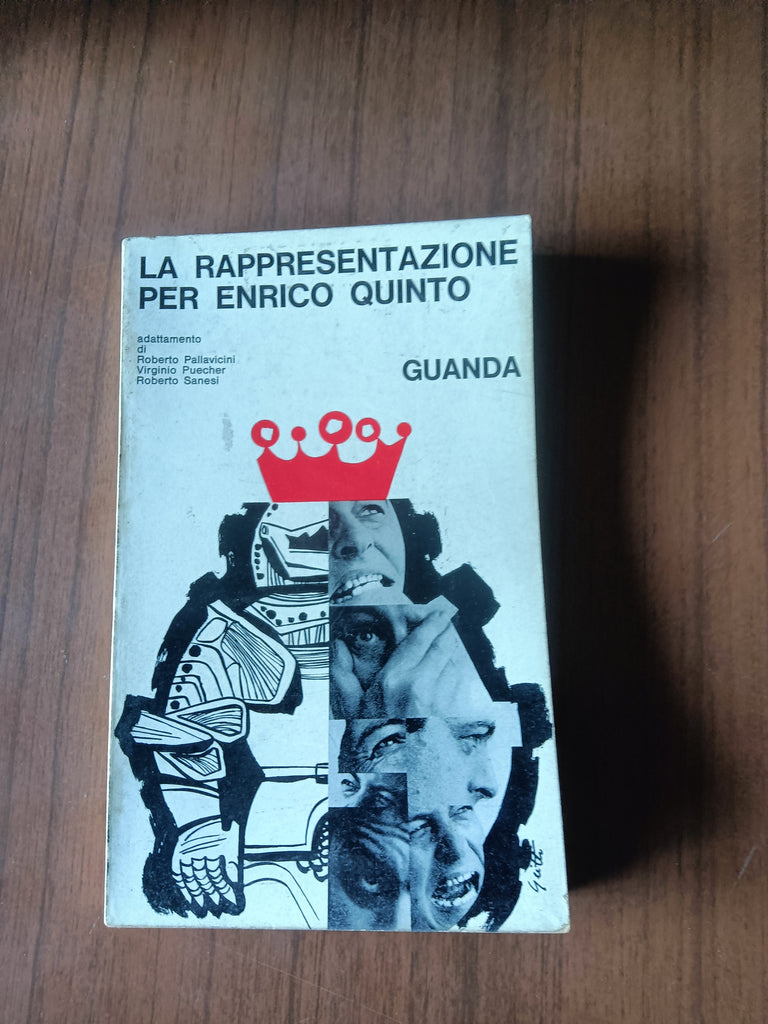 LA RAPPRESENTAZIONE
PER ENRICO QUINTO
adattamento
di
Roberto Pallavicini
Virginio Puecher
Roberto Sanesi
GUANDA